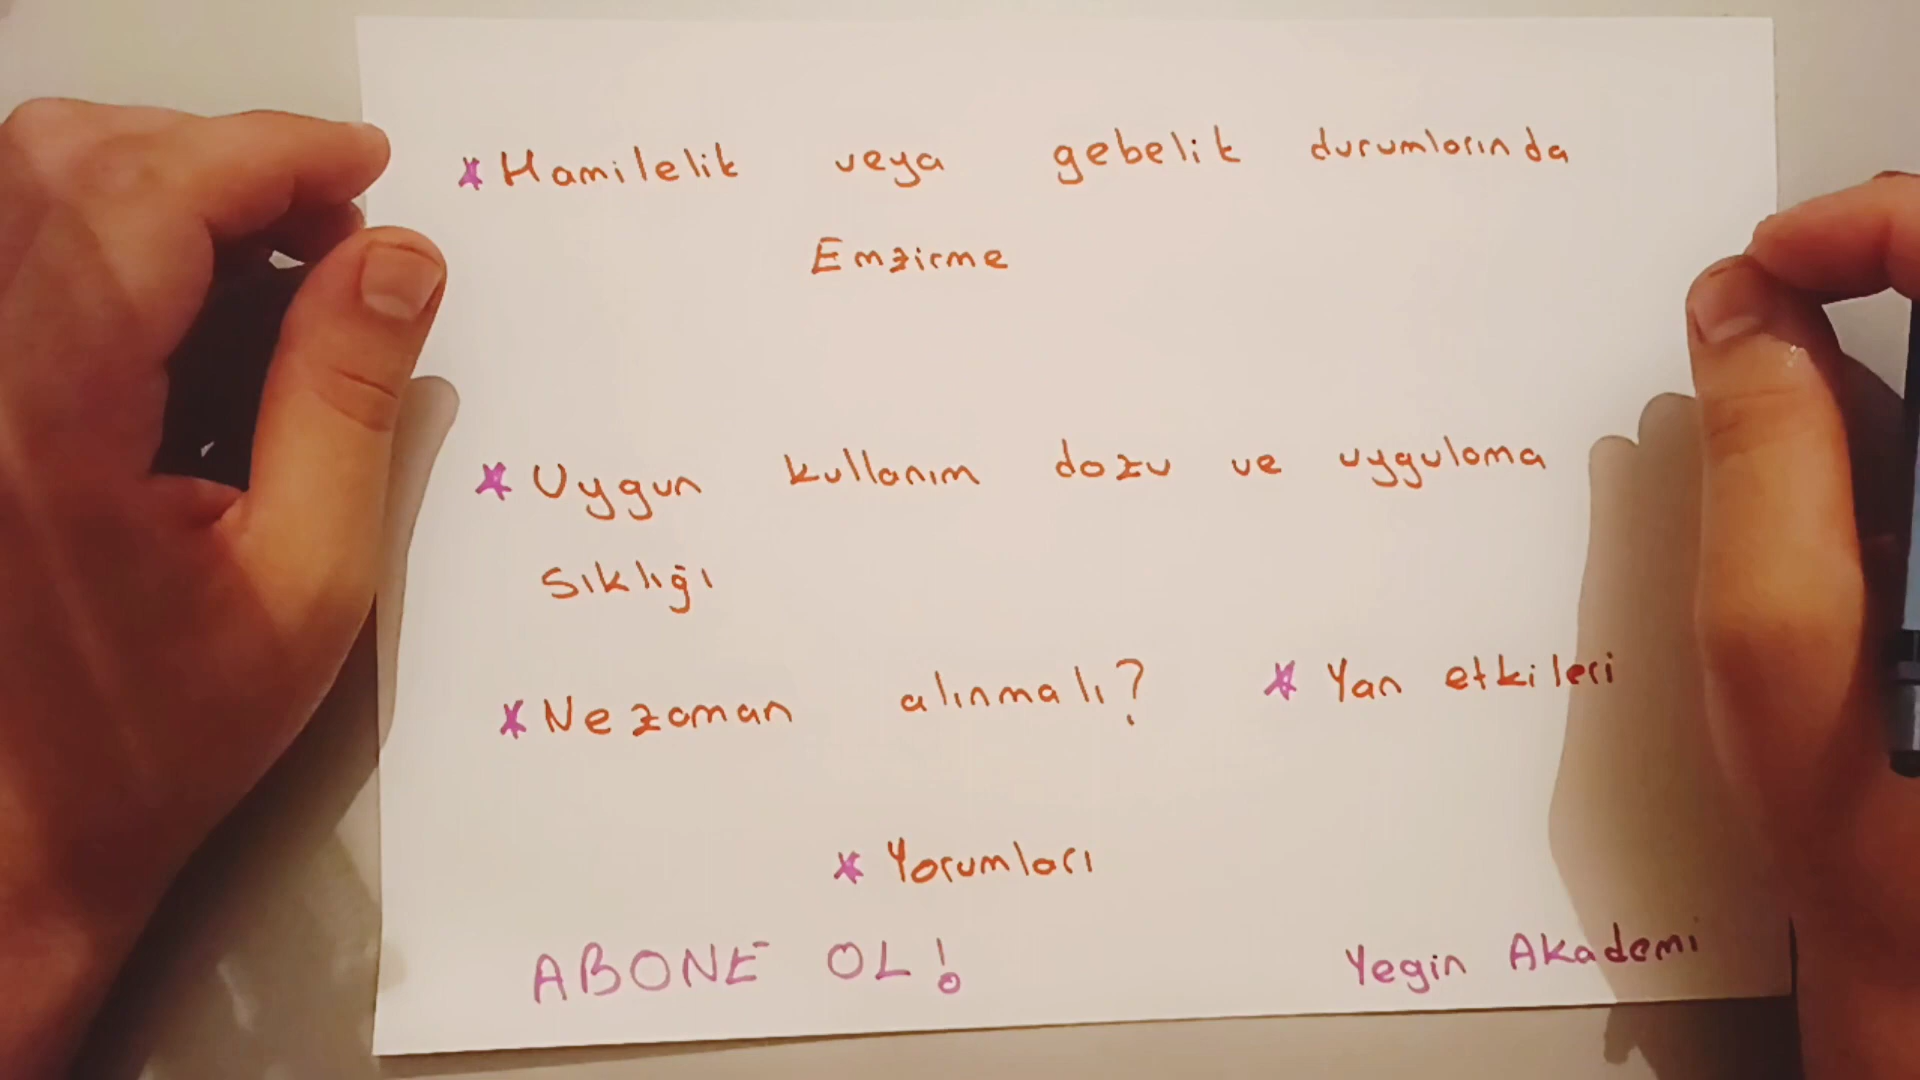 * Hamilelik veya gebelik durumlarında
Emzirme
* Uygun kullanım dozu ve uygulama
sıklığı
* Ne zaman alınmalı? * Yan etkileri
* Yorumları
ABONE OL!
Yegin Akademi